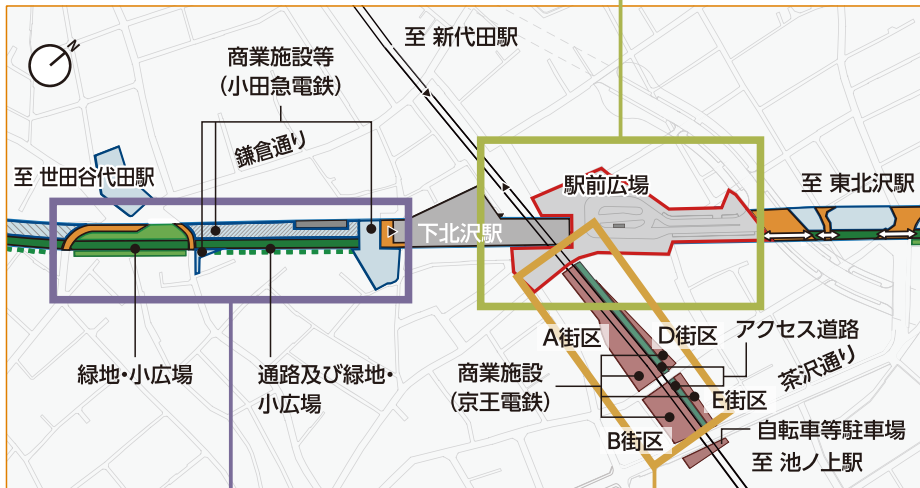 N
至 新代田駅
商業施設等
(小田急電鉄)
鎌倉通り
至 世田谷代田駅
駅前広場
至 東北沢駅
下北沢駅
A街区
D街区
アクセス道路
茶沢通り
緑地・小広場
通路及び緑地・
小広場
商業施設
(京王電鉄)
E街区
B街区
自転車等駐車場
至 池ノ上駅